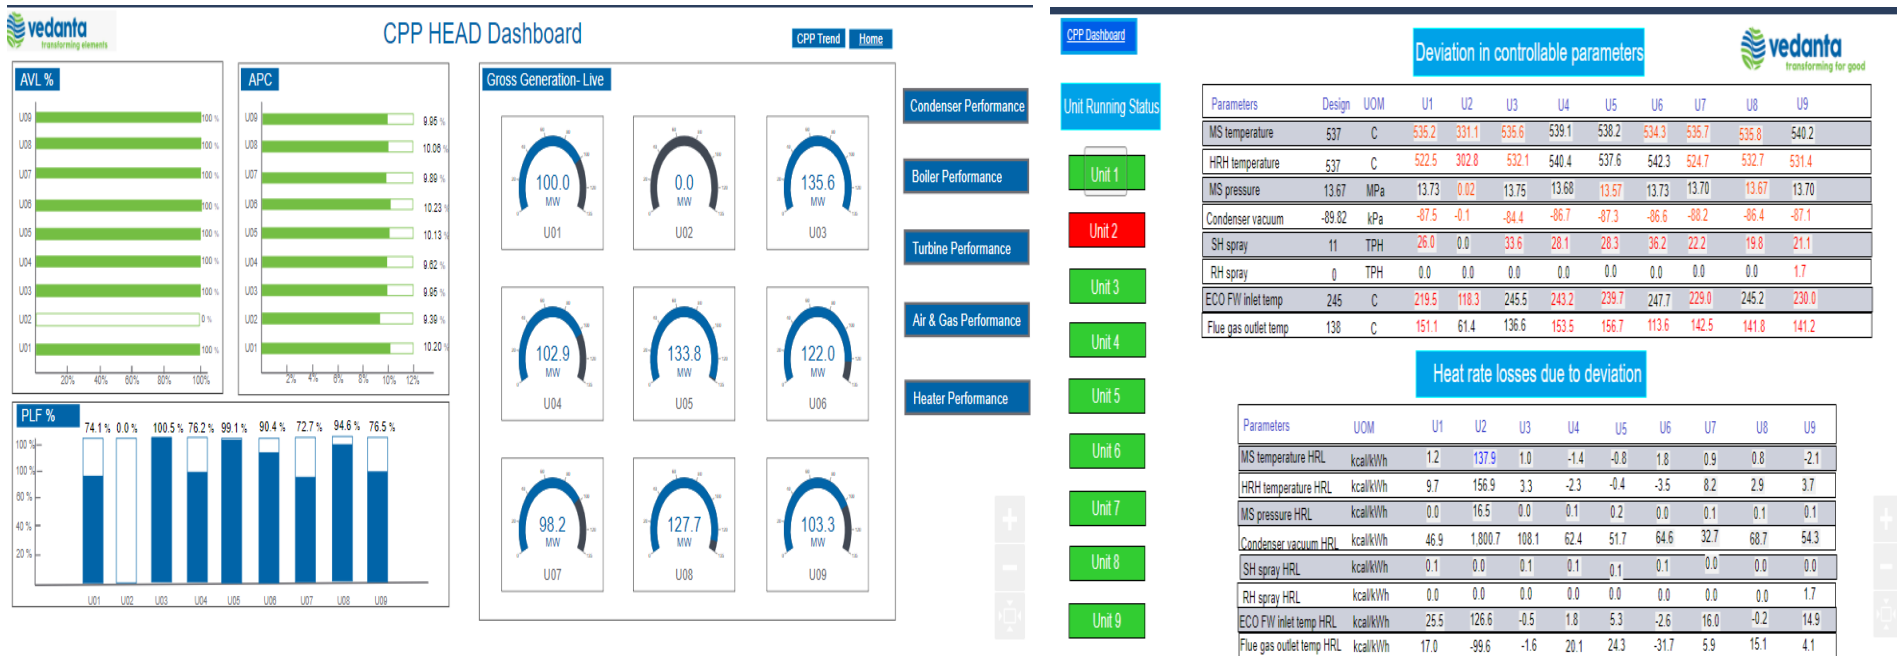 vedanta
transforming elements
CPP HEAD Dashboard
CPP Trend Home
AVL %
U09 100 %
U08 100 %
U07 100 %
U06 100 %
U05 100 %
U04 100 %
U03 100 %
U02 0 %
U01 100 %
20% 40% 60% 80% 100%
APC
U09 9.95 %
U08 10.06 %
U07 9.89 %
U06 10.23 %
U05 10.13 %
U04 9.62 %
U03 9.95 %
U02 9.39 %
U01 10.20 %
2% 4% 6% 8% 10% 12%
PLF %
74.1 % 0.0 % 100.5 % 76.2 % 99.1 % 90.4 % 72.7 % 94.6 % 76.5 %
100 %
100 %
60 %
40 %
20 %
U01 U02 U03 U04 U05 U06 U07 U08 U09
Gross Generation- Live
100.0 MW U01
0.0 MW U02
135.6 MW U03
102.9 MW U04
133.8 MW U05
122.0 MW U06
98.2 MW U07
127.7 MW U08
103.3 MW U09
Condenser Performance
Boiler Performance
Turbine Performance
Air & Gas Performance
Heater Performance
CPP Dashboard
Unit Running Status
Unit 1
Unit 2
Unit 3
Unit 4
Unit 5
Unit 6
Unit 7
Unit 8
Unit 9
Deviation in controllable parameters
vedanta
transforming for good
Parameters Design UOM U1 U2 U3 U4 U5 U6 U7 U8 U9
MS temperature 537 C 535.2 331.1 535.6 539.1 538.2 534.3 535.7 535.8 540.2
HRH temperature 537 C 522.5 302.8 532.1 540.4 537.6 542.3 524.7 532.7 531.4
MS pressure 13.67 MPa 13.73 0.02 13.75 13.68 13.57 13.73 13.70 13.67 13.70
Condenser vacuum -89.82 kPa -87.5 -0.1 -84.4 -86.7 -87.3 -86.6 -88.2 -86.4 -87.1
SH spray 11 TPH 26.0 0.0 33.6 28.1 28.3 36.2 22.2 19.8 21.1
RH spray 0 TPH 0.0 0.0 0.0 0.0 0.0 0.0 0.0 0.0 1.7
ECO FW inlet temp 245 C 219.5 118.3 245.5 243.2 239.7 247.7 229.0 245.2 230.0
Flue gas outlet temp 138 C 151.1 61.4 136.6 153.5 156.7 113.6 142.5 141.8 141.2
Heat rate losses due to deviation
Parameters UOM U1 U2 U3 U4 U5 U6 U7 U8 U9
MS temperature HRL kcal/kWh 1.2 137.9 1.0 -1.4 -0.8 1.8 0.9 0.8 -2.1
HRH temperature HRL kcal/kWh 9.7 156.9 3.3 -2.3 -0.4 -3.5 8.2 2.9 3.7
MS pressure HRL kcal/kWh 0.0 16.5 0.0 0.1 0.2 0.0 0.1 0.1 0.1
Condenser vacuum HRL kcal/kWh 46.9 1,800.7 108.1 62.4 51.7 64.6 32.7 68.7 54.3
SH spray HRL kcal/kWh 0.1 0.0 0.1 0.1 0.1 0.1 0.0 0.0 0.0
RH spray HRL kcal/kWh 0.0 0.0 0.0 0.0 0.0 0.0 0.0 0.0 1.7
ECO FW inlet temp HRL kcal/kWh 25.5 126.6 -0.5 1.8 5.3 -2.6 16.0 -0.2 14.9
Flue gas outlet temp HRL kcal/kWh 17.0 -99.6 -1.6 20.1 24.3 -31.7 5.9 15.1 4.1